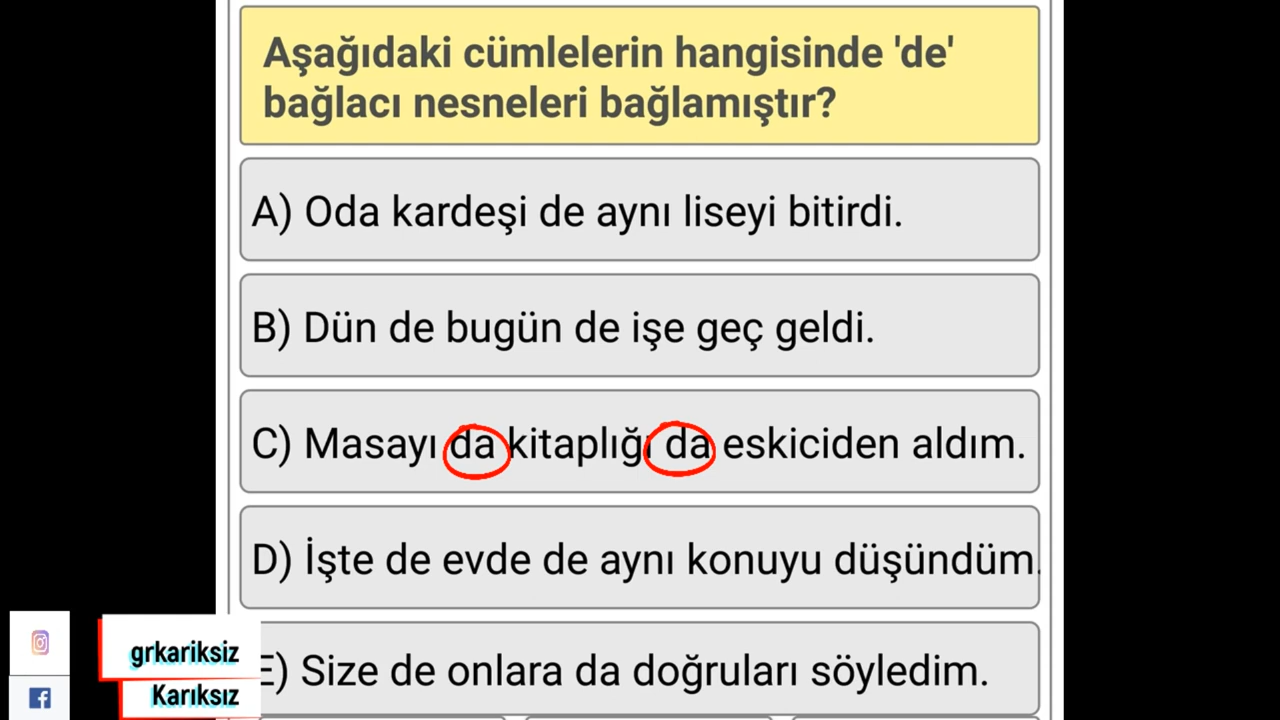 Aşağıdaki cümlelerin hangisinde 'de'
bağlacı nesneleri bağlamıştır?
A) Oda kardeşi de aynı liseyi bitirdi.
B) Dün de bugün de işe geç geldi.
C) Masayı da kitaplığı da eskiciden aldım.
D) İşte de evde de aynı konuyu düşündüm.
E) Size de onlara da doğruları söyledim.
grkariksiz
Karıksız